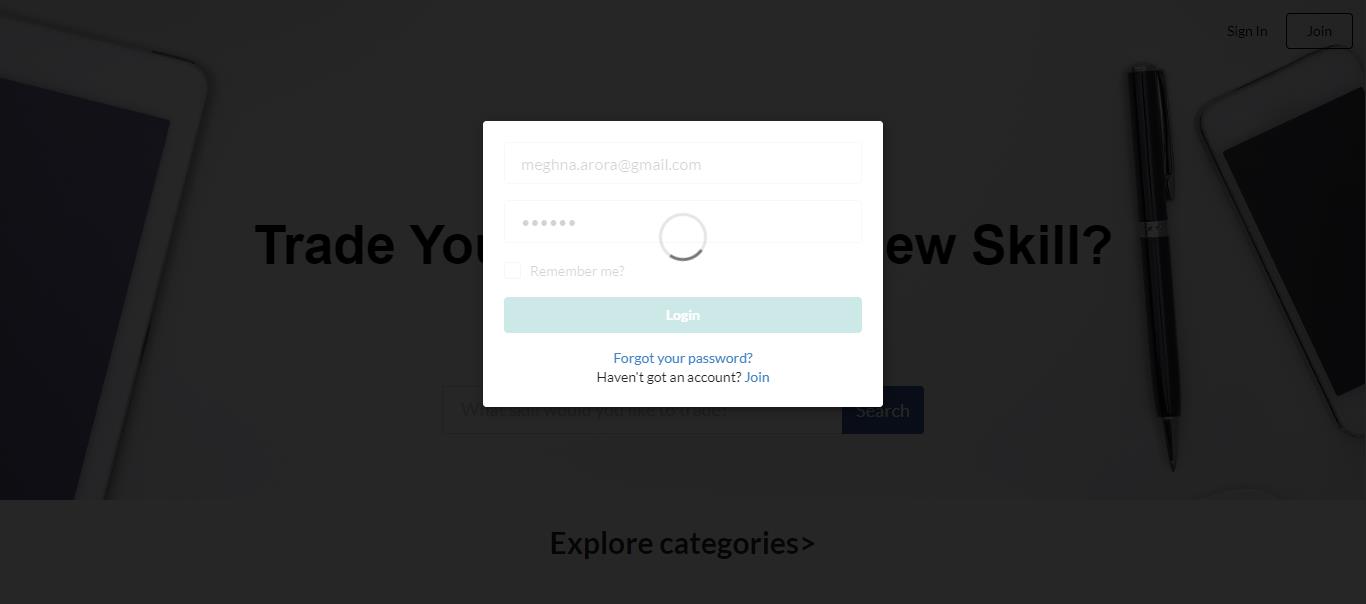 Sign In
Join
meghna.arora@gmail.com
••••••
Trade You
ew Skill?
Remember me?
Login
Forgot your password?
Haven't got an account? Join
What skill would you like to trade?
Search
Explore categories>